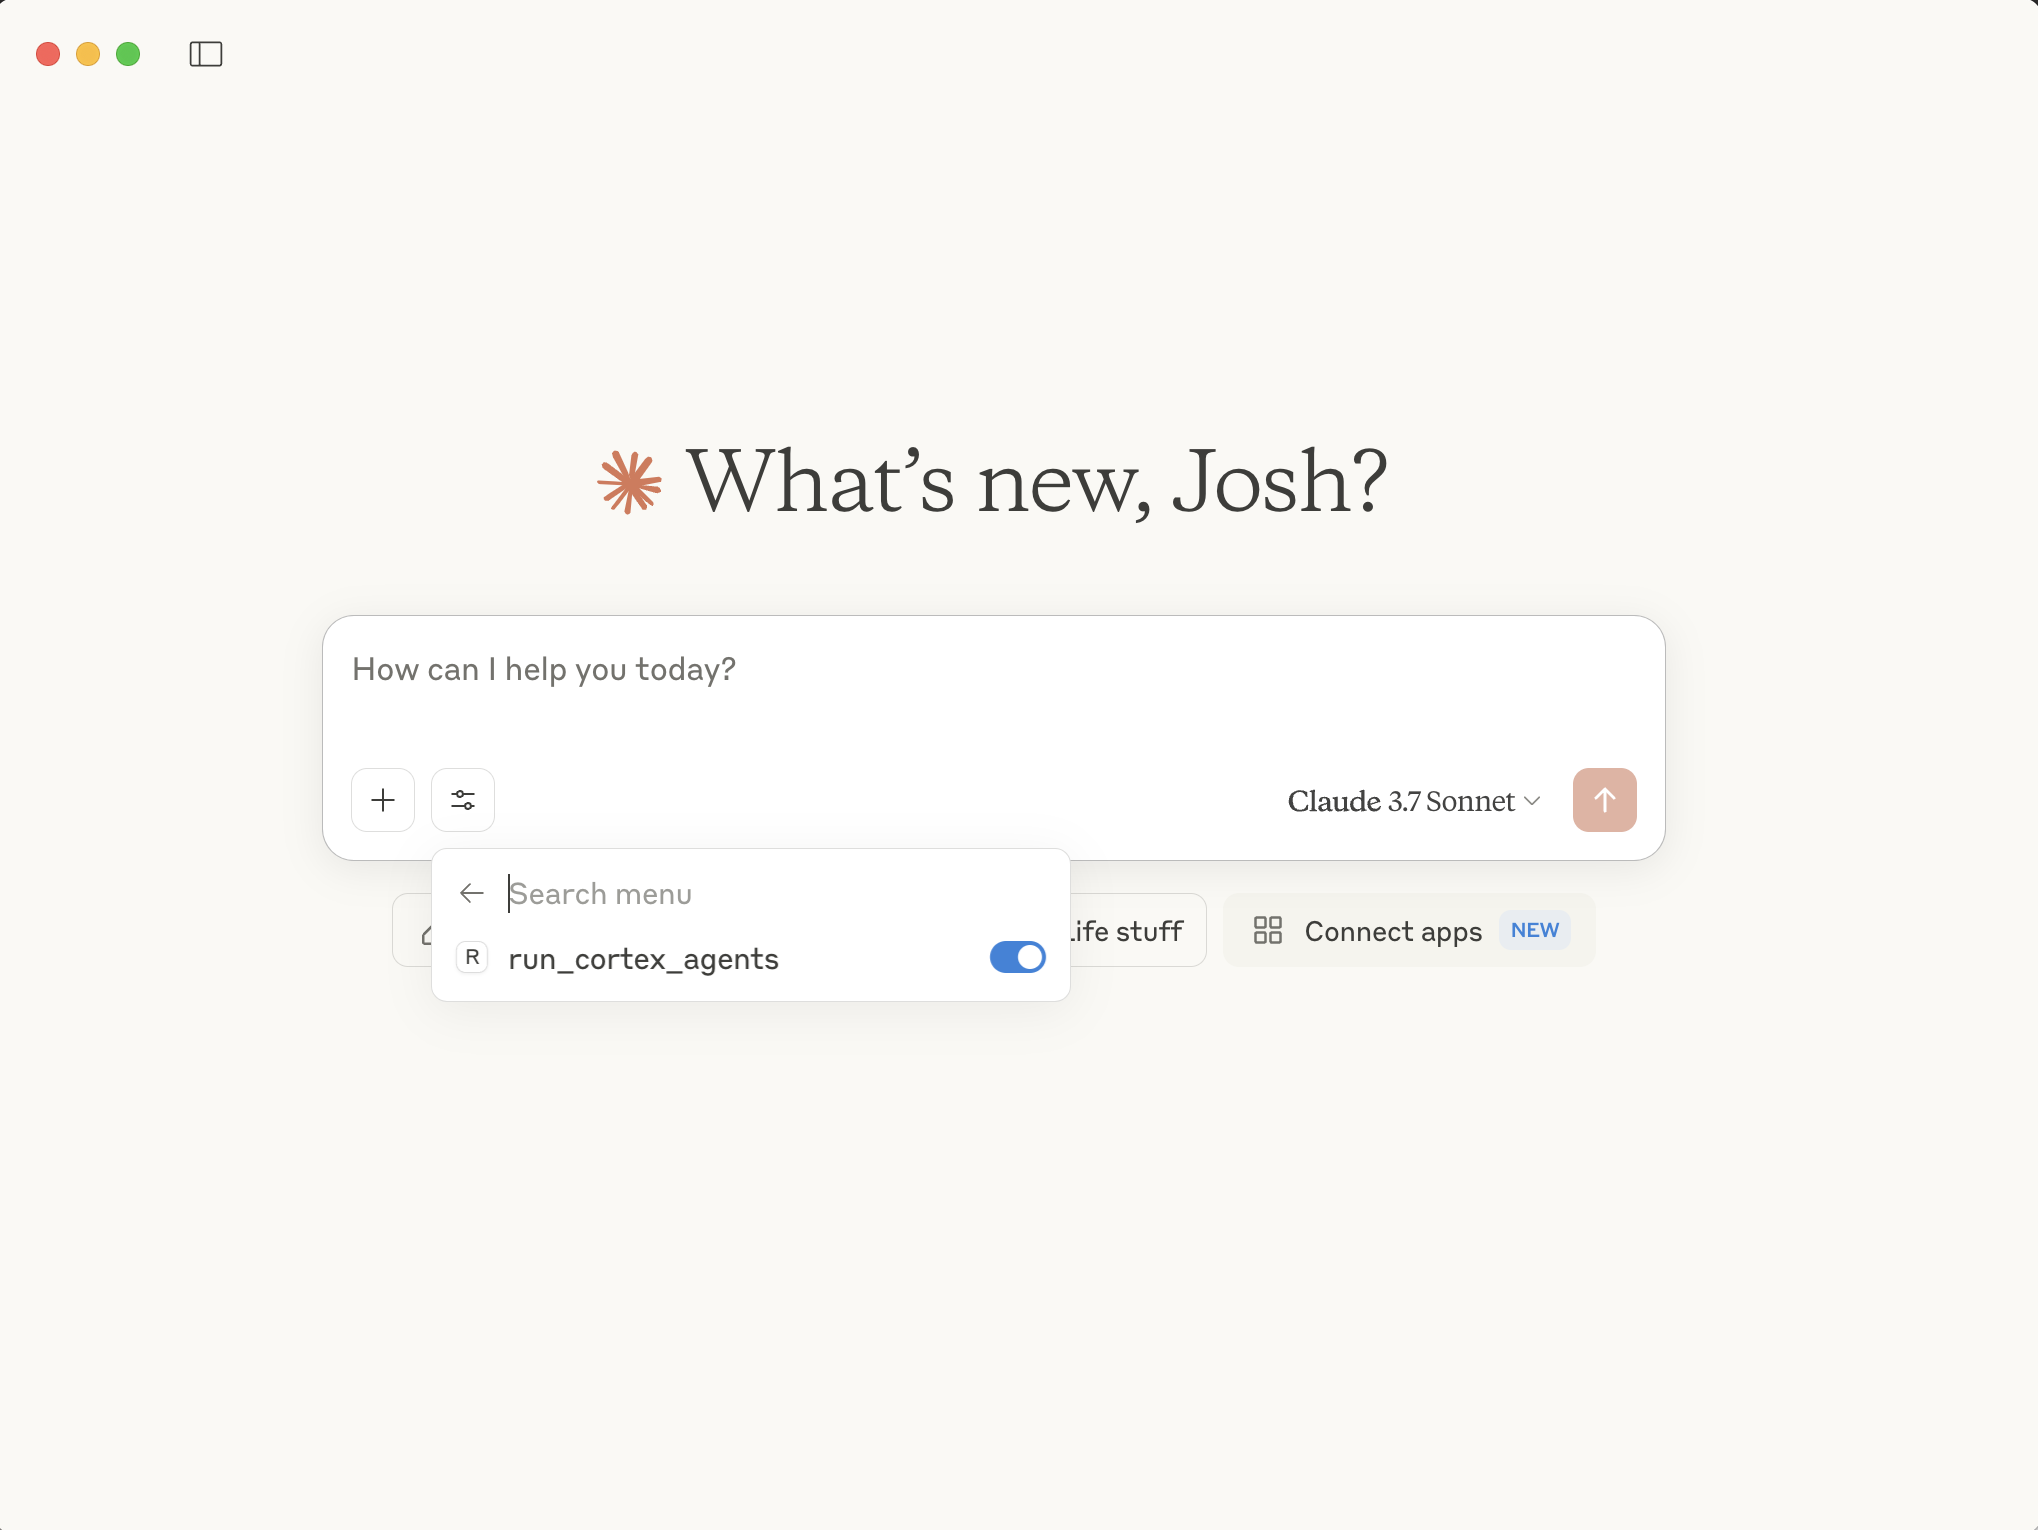 What’s new, Josh?
How can I help you today?
Claude 3.7 Sonnet
Search menu
R run_cortex_agents
Life stuff
Connect apps NEW